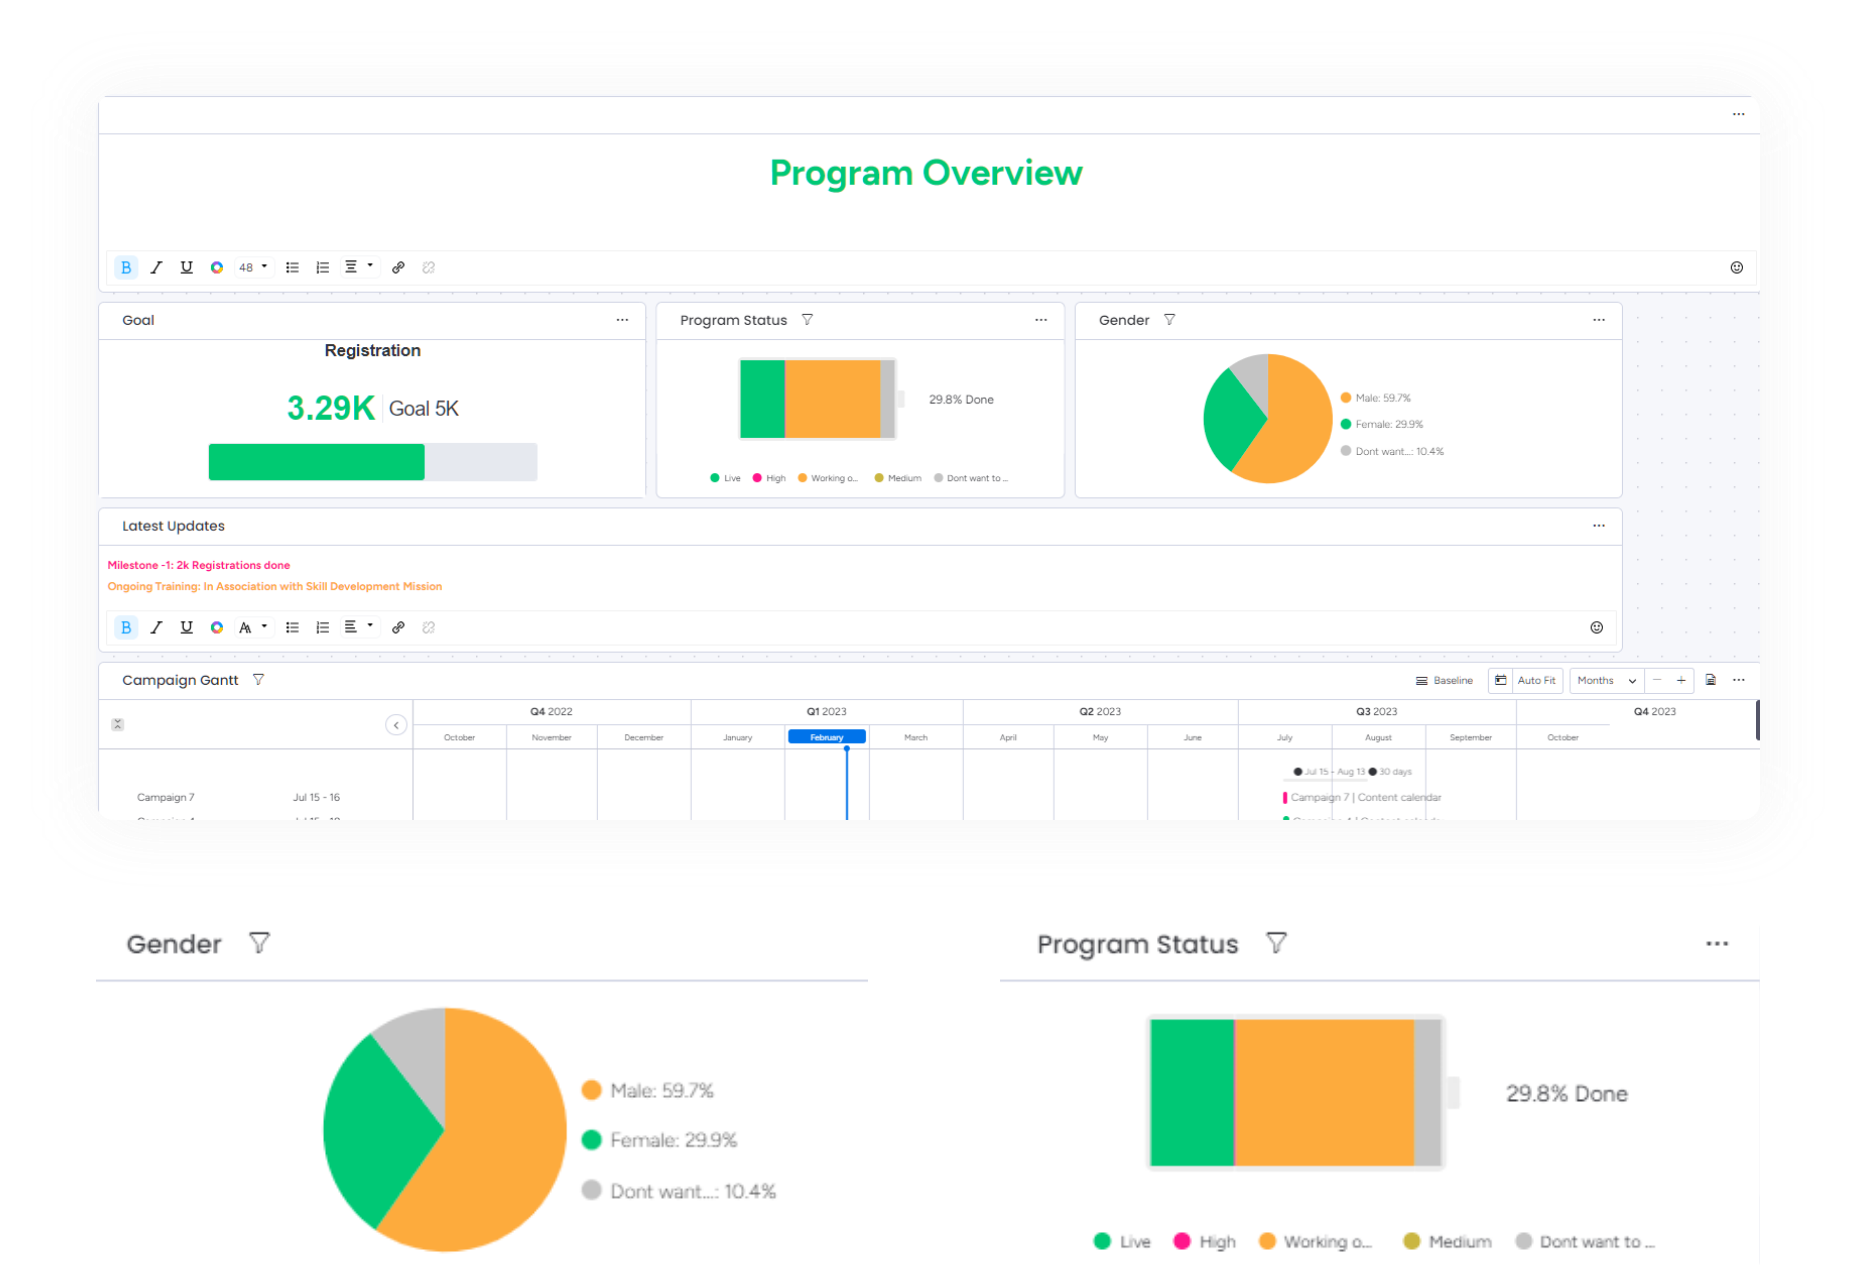 Program Overview
B I U 48
Goal
Registration
3.29K Goal 5K
Program Status
29.8% Done
Live High Working o... Medium Dont want to ...
Gender
Male: 59.7%
Female: 29.9%
Dont want...: 10.4%
Latest Updates
Milestone -1: 2k Registrations done
Ongoing Training: In Association with Skill Development Mission
B I U AA
Campaign Gantt
Baseline Auto Fit Months
Q4 2022 Q1 2023 Q2 2023 Q3 2023 Q4 2023
October November December January February March April May June July August September October
Jul 15 - Aug 13 30 days
Campaign 7 Jul 15 - 16 Campaign 7 | Content calendar
Gender
Male: 59.7%
Female: 29.9%
Dont want...: 10.4%
Program Status
29.8% Done
Live High Working o... Medium Dont want to ...